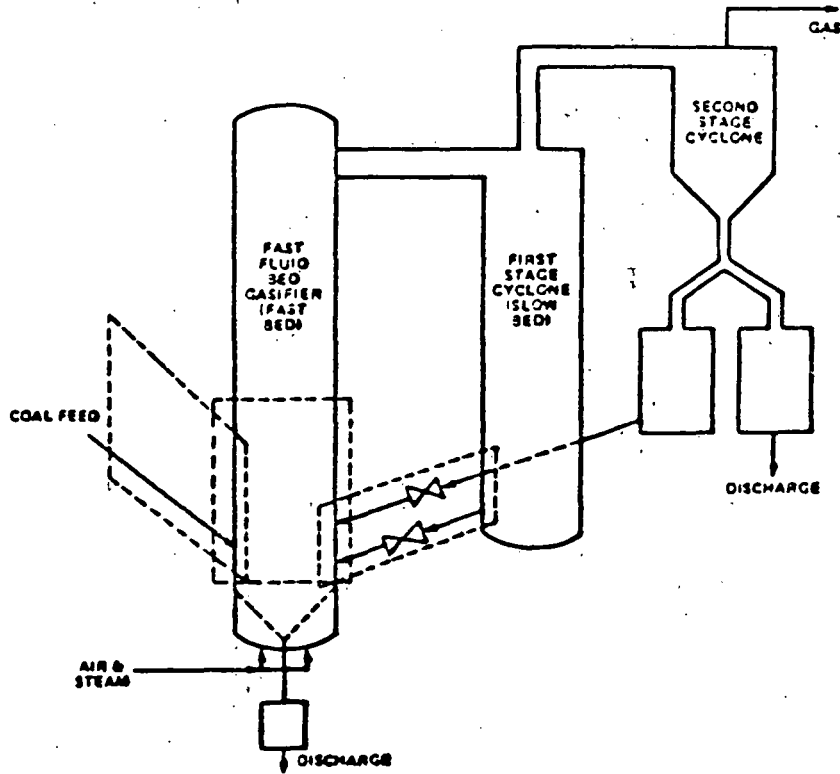 GAS
SECOND
STAGE
CYCLONE
FAST
FLUID
BED
GASIFIER
(FAST
BED)
FIRST
STAGE
CYCLONE
(SLOW
BED)
COAL FEED
DISCHARGE
AIR &
STEAM
DISCHARGE